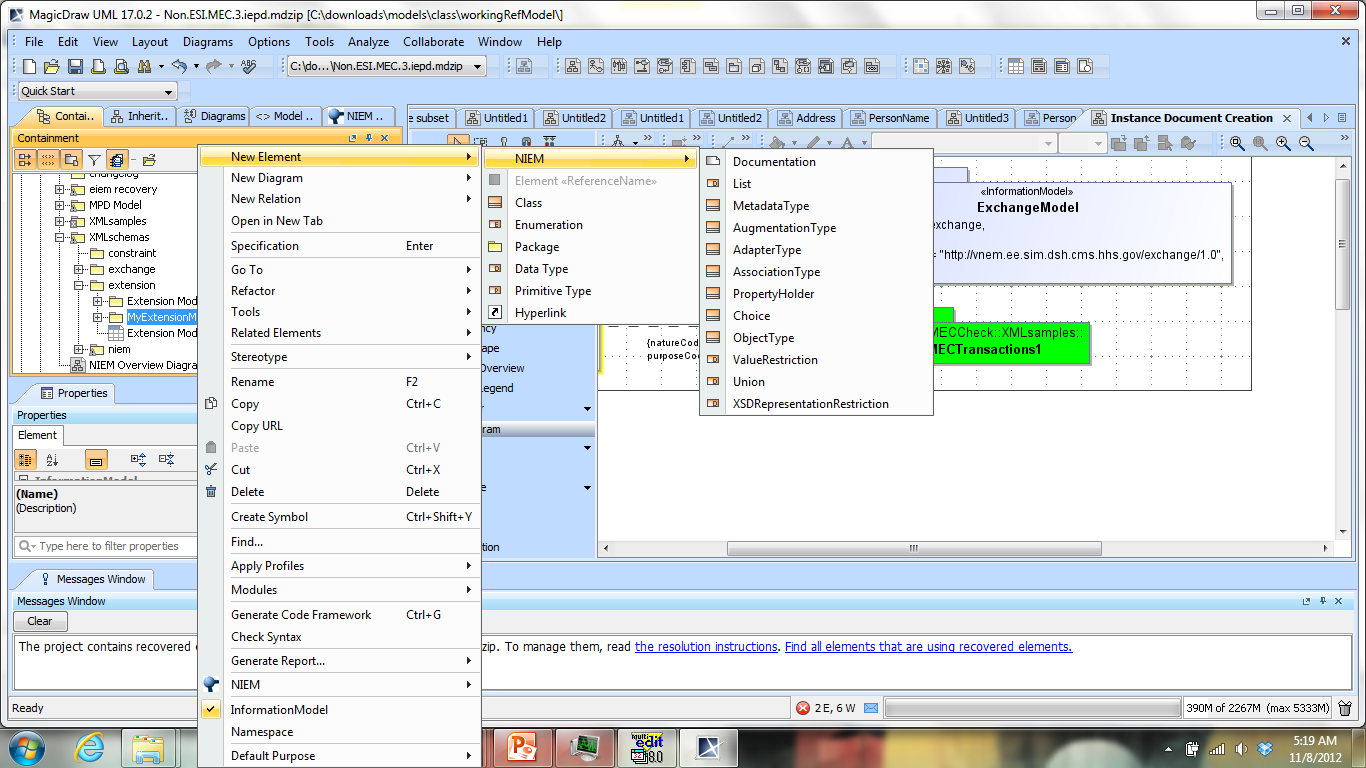 MagicDraw UML 17.0.2 - Non.ESI.MEC.3.iepd.mdzip [C:\downloads\models\class\workingRefModel\]
File Edit View Layout Diagrams Options Tools Analyze Collaborate Window Help
C:\do...\Non.ESI.MEC.3.iepd.mdzip
Quick Start
Contai.. Inherit.. Diagrams <> Model .. NIEM ..
e subset Untitled1 Untitled2 Untitled1 Untitled2 Address PersonName Untitled3 Person Instance Document Creation
Containment
eiem recovery
MPD Model
XMLsamples
XMLschemas
constraint
exchange
extension
Extension Mod
MyExtensionM
Extension Mod
niem
NIEM Overview Diagra
Properties
Properties
Element
(Name)
(Description)
Type here to filter properties
New Element
New Diagram
New Relation
Open in New Tab
Specification Enter
Go To
Refactor
Tools
Related Elements
Stereotype
Rename F2
Copy Ctrl+C
Copy URL
Paste Ctrl+V
Cut Ctrl+X
Delete Delete
Create Symbol Ctrl+Shift+Y
Find...
Apply Profiles
Modules
Generate Code Framework Ctrl+G
Check Syntax
Generate Report...
NIEM
InformationModel
Namespace
Default Purpose
NIEM
Element «ReferenceName»
Class
Enumeration
Package
Data Type
Primitive Type
Hyperlink
Documentation
List
MetadataType
AugmentationType
AdapterType
AssociationType
PropertyHolder
Choice
ObjectType
ValueRestriction
Union
XSDRepresentationRestriction
ncy
ape
Overview
egend
r
ram
e
tion
{natureCod
purposeCod
«InformationModel»
ExchangeModel
exchange,
= "http://vnem.ee.sim.dsh.cms.hhs.gov/exchange/1.0",
MECCheck::XMLsamples::
MECTransactions1
Messages Window
Messages Window
Clear
The project contains recovered zip. To manage them, read the resolution instructions. Find all elements that are using recovered elements.
Ready
2 E, 6 W
390M of 2267M (max 5333M)
multi
edit
8.0
5:19 AM
11/8/2012